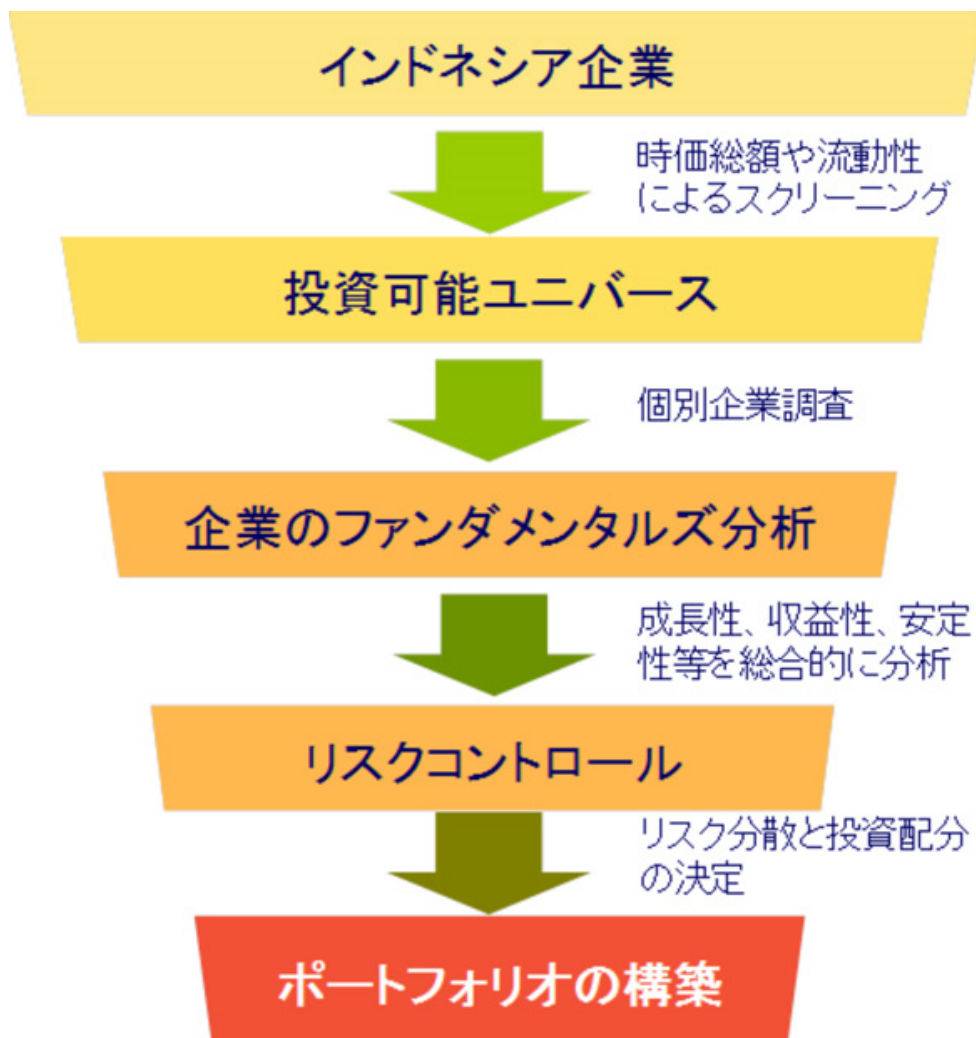 インドネシア企業
時価総額や流動性
によるスクリーニング
投資可能ユニバース
個別企業調査
企業のファンダメンタルズ分析
成長性、収益性、安定
性等を総合的に分析
リスクコントロール
リスク分散と投資配分
の決定
ポートフォリオの構築